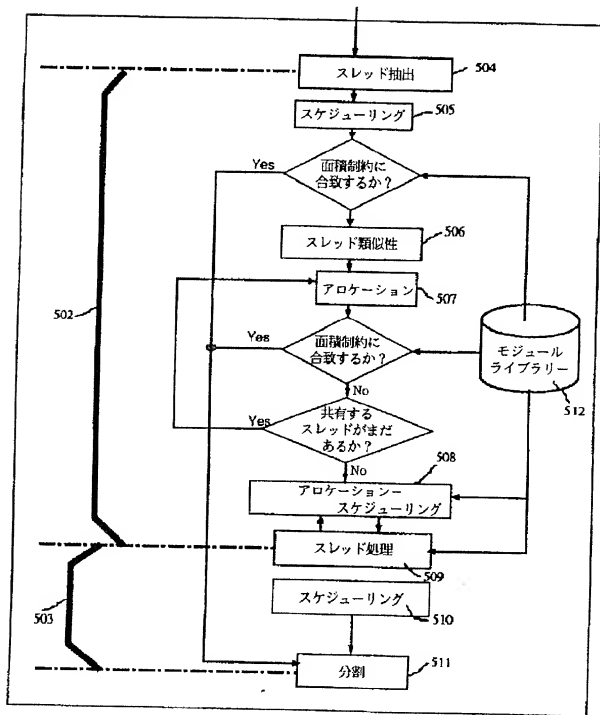 スレッド抽出
504
スケジューリング
505
Yes
面積制約に
合致するか？
スレッド類似性
506
アロケーション
507
502
Yes
面積制約に
合致するか？
モジュール
ライブラリー
512
No
Yes
共有する
スレッドがまだ
あるか？
No
508
アロケーションー
スケジューリング
スレッド処理
509
503
スケジューリング
510
分割
511